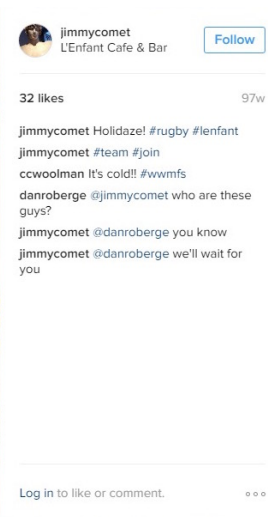 jimmycomet
L'Enfant Cafe & Bar
Follow
32 likes
97w
jimmycomet Holidaze! #rugby #lenfant
jimmycomet #team #join
ccwoolman It's cold!! #wwmfs
danroberge @jimmycomet who are these
guys?
jimmycomet @danroberge you know
jimmycomet @danroberge we'll wait for
you
Log in to like or comment.